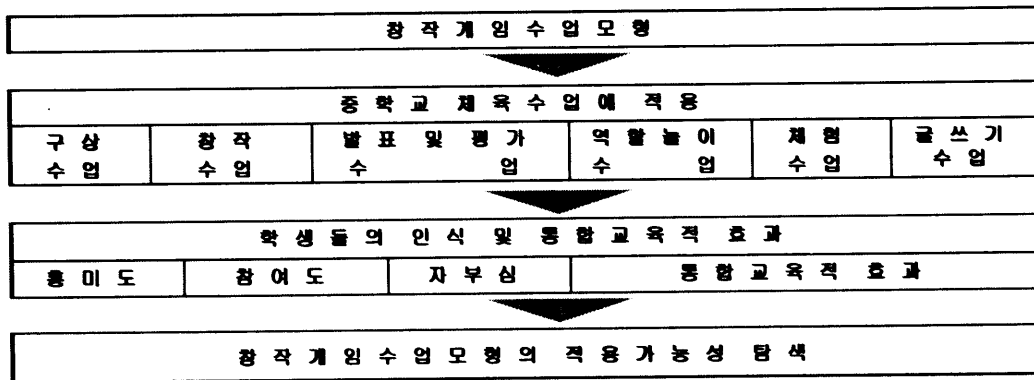 창작게임수업모형
중학교 체육수업에 적용
구상 창작 발표 및 평가 역할놀이 체험 글쓰기
수업 수업 수업 수업 수업 수업
학생들의 인식 및 통합교육적 효과
흥미도 참여도 자부심 통합교육적 효과
창작게임수업모형의 적용가능성 탐색